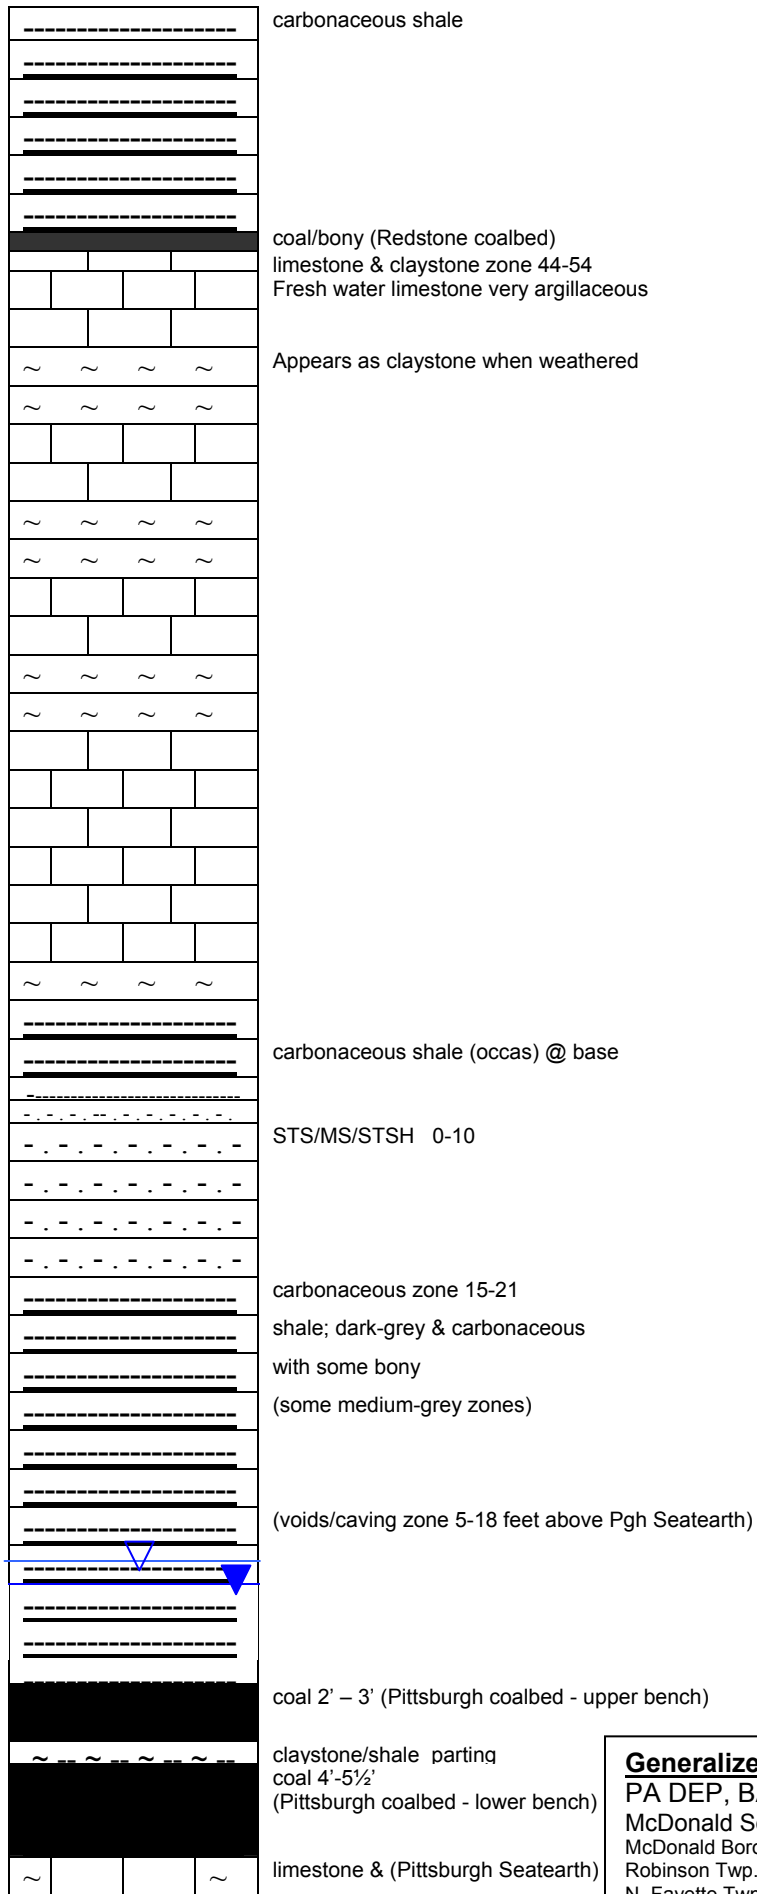 carbonaceous shale
coal/bony (Redstone coalbed)
limestone & claystone zone 44-54
Fresh water limestone very argillaceous
Appears as claystone when weathered
carbonaceous shale (occas) @ base
STS/MS/STSH 0-10
carbonaceous zone 15-21
shale; dark-grey & carbonaceous
with some bony
(some medium-grey zones)
(voids/caving zone 5-18 feet above Pgh Seatearth)
coal 2’ – 3’ (Pittsburgh coalbed - upper bench)
claystone/shale parting
coal 4’-5½’
(Pittsburgh coalbed - lower bench)
limestone & (Pittsburgh Seatearth)
Generalize
PA DEP, BA
McDonald Se
McDonald Boro
Robinson Twp.
N. Fayette Twp